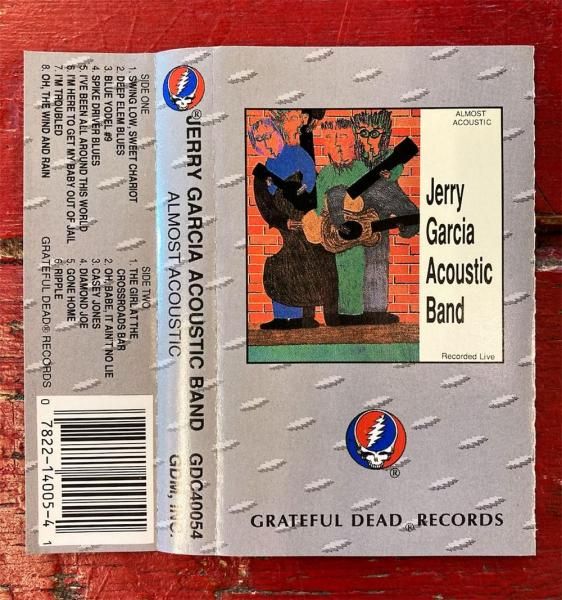 SIDE ONE
1. SWING LOW, SWEET CHARIOT
2. DEEP ELEM BLUES
3. BLUE YODEL #9
4. SPIKE DRIVER BLUES
5. I'VE BEEN ALL AROUND THIS WORLD
6. I'M HERE TO GET MY BABY OUT OF JAIL
7. I'M TROUBLED
8. OH, THE WIND AND RAIN
SIDE TWO
1. THE GIRL AT THE
CROSSROADS BAR
2. OH, BABE, IT AIN'T NO LIE
3. CASEY JONES
4. DIAMOND JOE
5. GONE HOME
6. RIPPLE
GRATEFUL DEAD® RECORDS
0 7822-14005-4 1
®
JERRY GARCIA ACOUSTIC BAND GDC40054
ALMOST ACOUSTIC GDM, INC.
ALMOST
ACOUSTIC
Jerry
Garcia
Acoustic
Band
Recorded Live
®
GRATEFUL DEAD® RECORDS